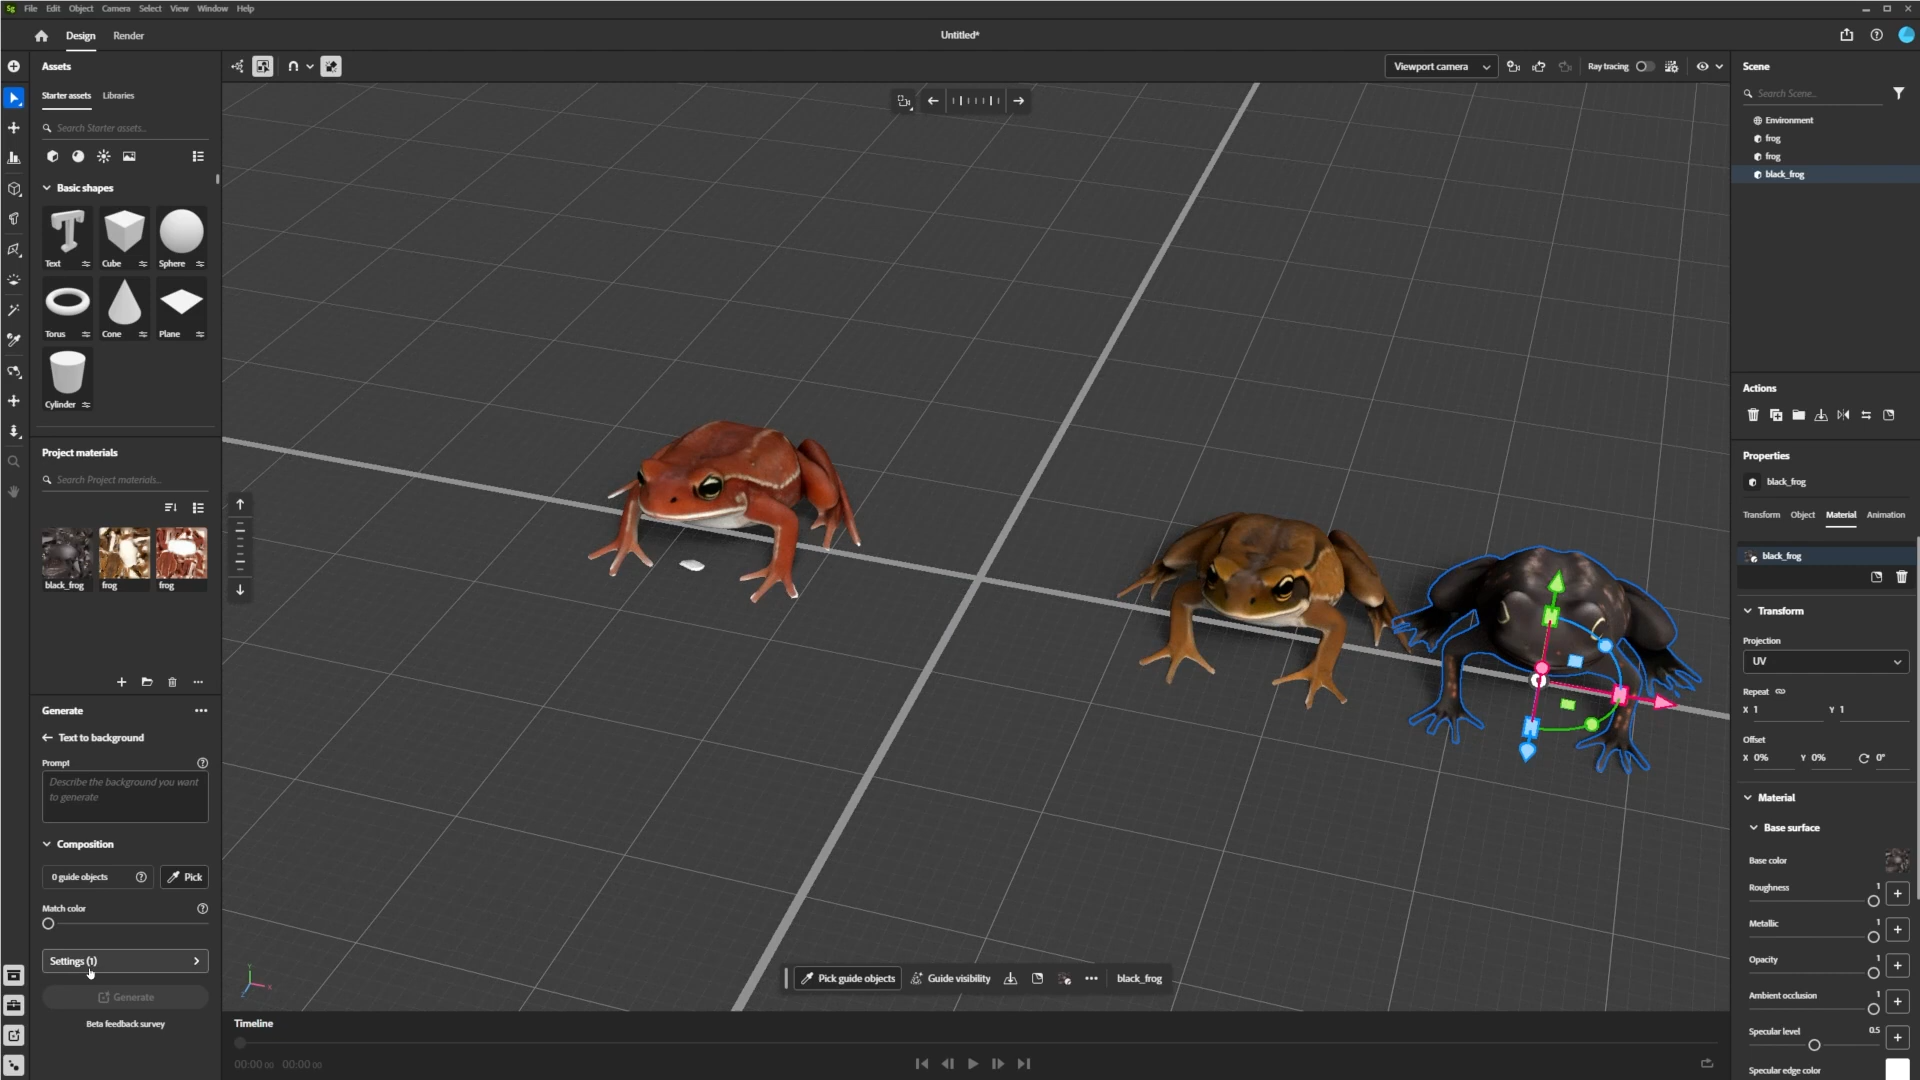 Sg File Edit Object Camera Select View Window Help
Design Render
Untitled*
Assets
Starter assets Libraries
Search Starter assets...
Basic shapes
Text Cube Sphere
Torus Cone Plane
Cylinder
Project materials
Search Project materials...
black_frog frog frog
Generate
Text to background
Prompt
Describe the background you want
to generate
Composition
0 guide objects
Pick
Match color
Settings (1)
Generate
Beta feedback survey
Viewport camera
Ray tracing
Y
X
Z
Pick guide objects
Guide visibility
black_frog
Timeline
00:00:00 00:00:00
Scene
Search Scene...
Environment
frog
frog
black_frog
Actions
Properties
black_frog
Transform Object Material Animation
black_frog
Transform
Projection
UV
Repeat
X 1 Y 1
Offset
X 0% Y 0% 0°
Material
Base surface
Base color
Roughness 1
Metallic 1
Opacity 1
Ambient occlusion 1
Specular level 0.5
Specular edge color